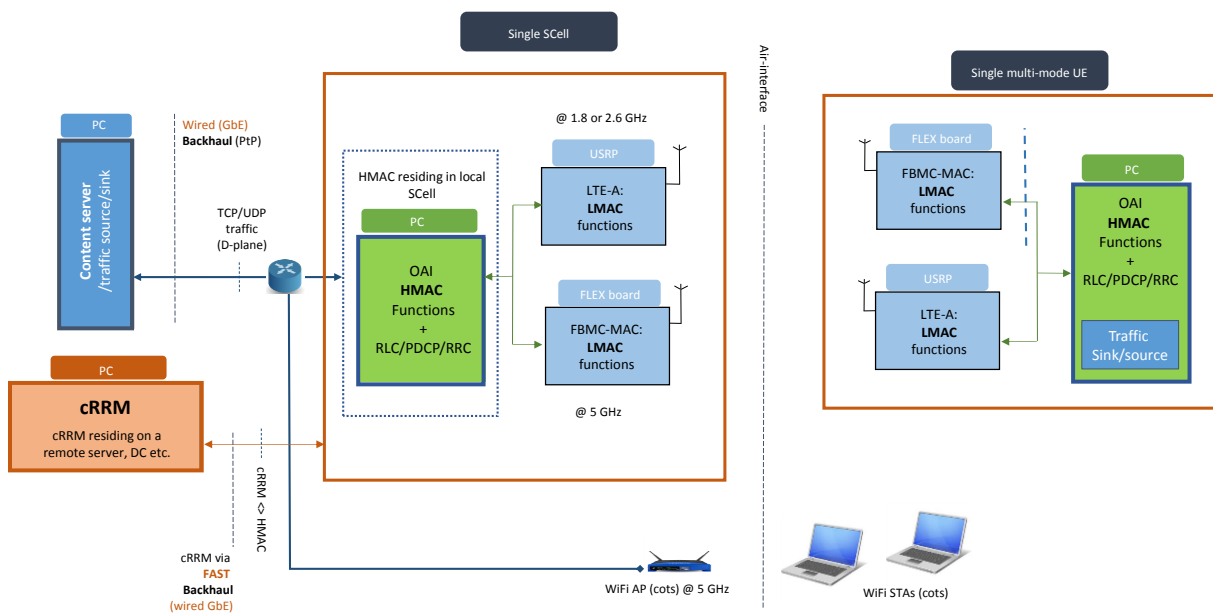 Single SCell
Air-interface
Single multi-mode UE
PC
Content server
/traffic source/sink
Wired (GbE)
Backhaul (PtP)
TCP/UDP
traffic
(D-plane)
HMAC residing in local
SCell
PC
OAI
HMAC
Functions
+
RLC/PDCP/RRC
@ 1.8 or 2.6 GHz
USRP
LTE-A:
LMAC
functions
FLEX board
FBMC-MAC:
LMAC
functions
@ 5 GHz
FLEX board
FBMC-MAC:
LMAC
functions
USRP
LTE-A:
LMAC
functions
PC
OAI
HMAC
Functions
+
RLC/PDCP/RRC
Traffic
Sink/source
PC
cRRM
cRRM residing on a
remote server, DC etc.
cRRM <> HMAC
cRRM via
FAST
Backhaul
(wired GbE)
WiFi AP (cots) @ 5 GHz
WiFi STAs (cots)